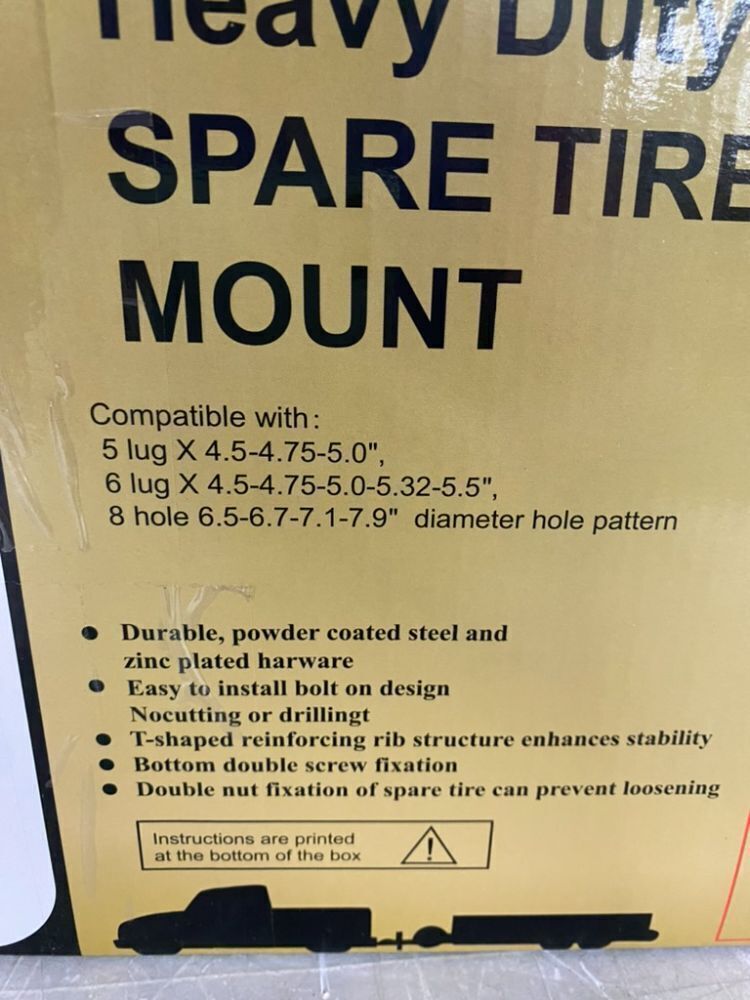 Heavy Duty
SPARE TIRE
MOUNT
Compatible with:
5 lug X 4.5-4.75-5.0",
6 lug X 4.5-4.75-5.0-5.32-5.5",
8 hole 6.5-6.7-7.1-7.9" diameter hole pattern
• Durable, powder coated steel and
zinc plated harware
• Easy to install bolt on design
Nocutting or drillingt
• T-shaped reinforcing rib structure enhances stability
• Bottom double screw fixation
• Double nut fixation of spare tire can prevent loosening
Instructions are printed
at the bottom of the box
!